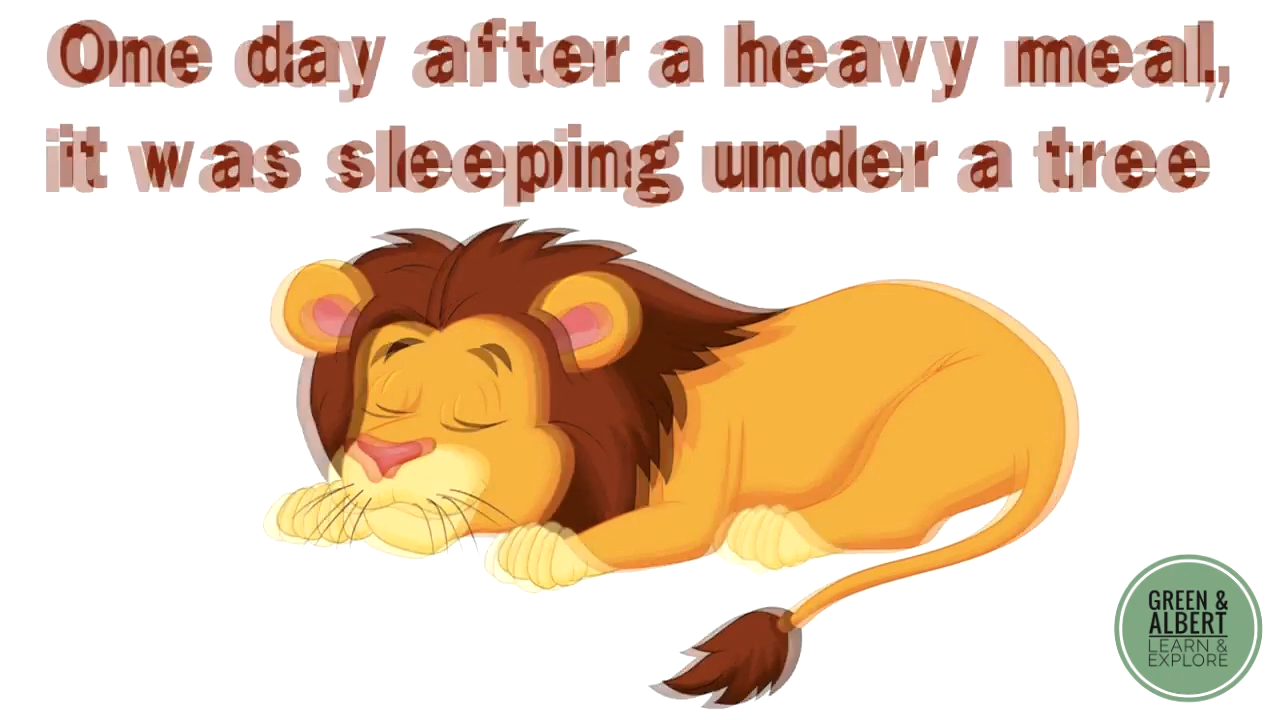 One day after a heavy meal,
it was sleeping under a tree
GREEN &
ALBERT
LEARN &
EXPLORE